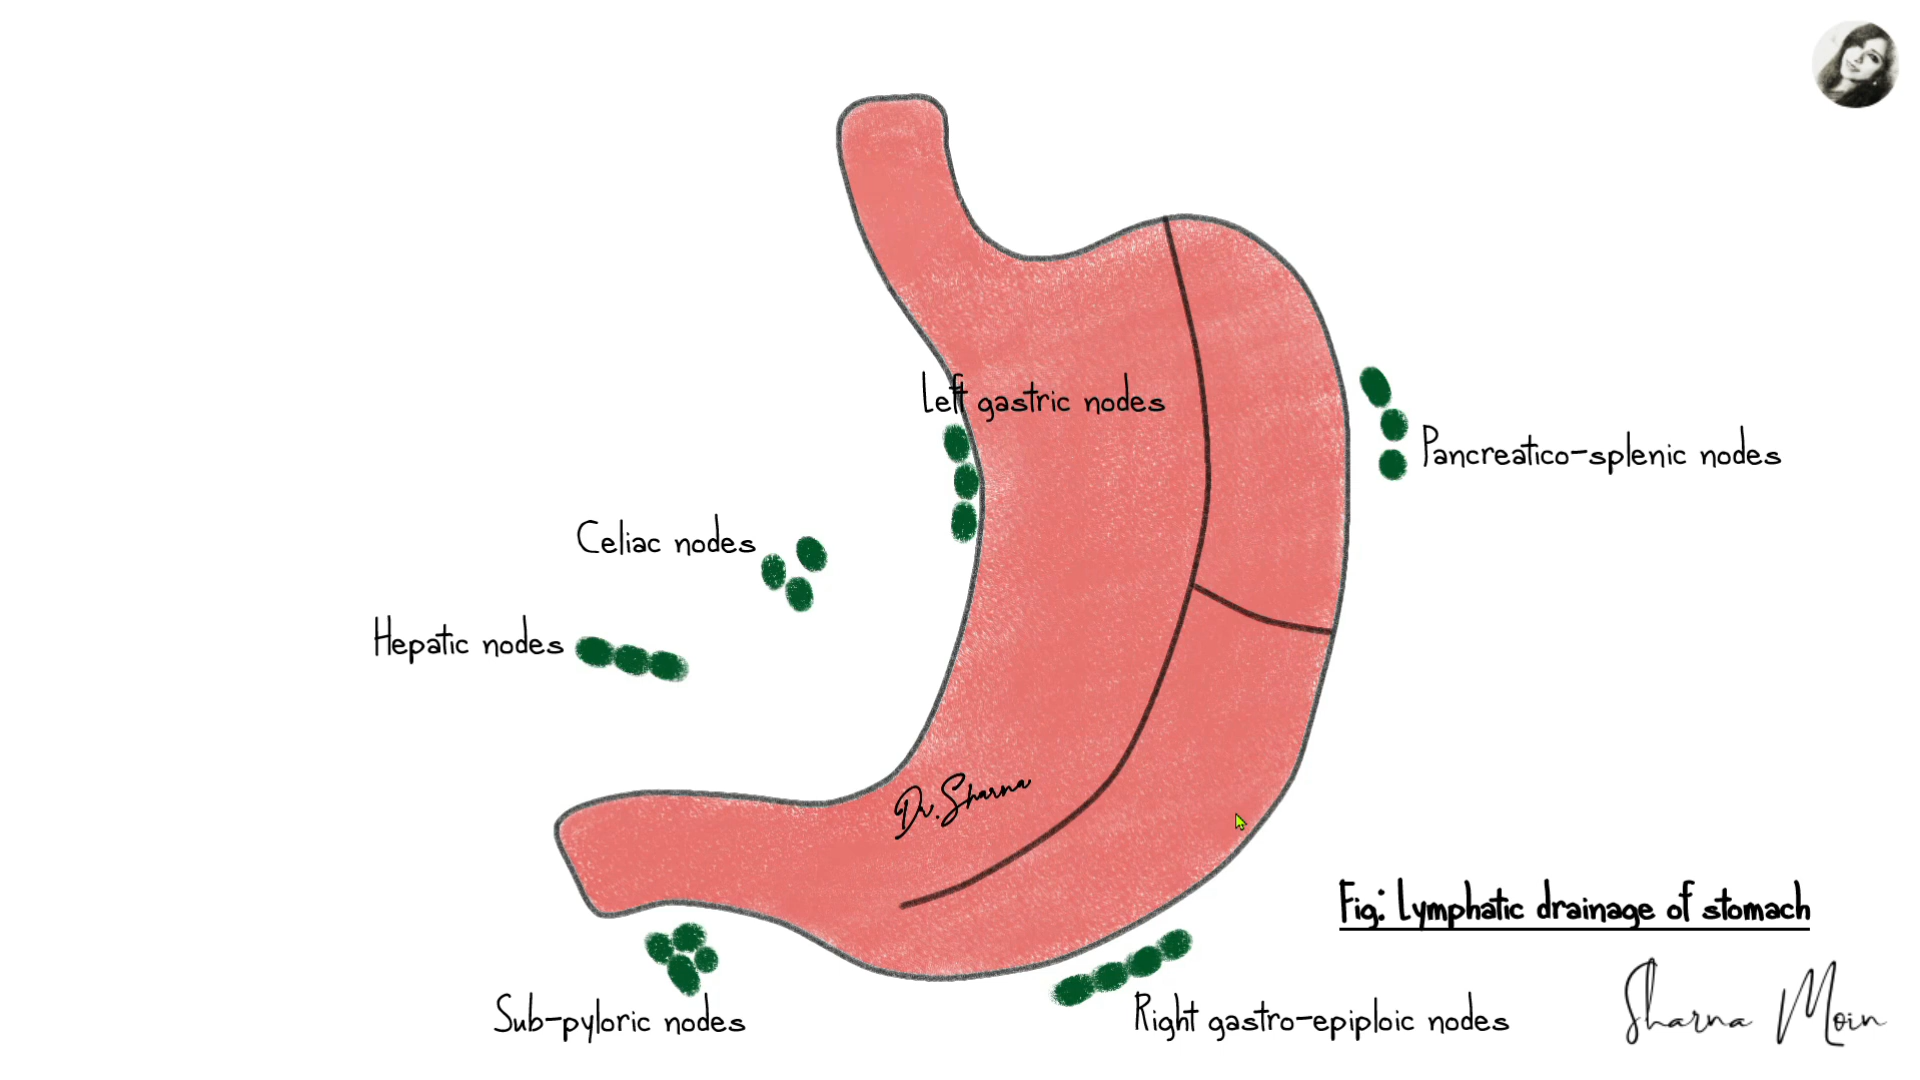 Left gastric nodes
Pancreatico-splenic nodes
Celiac nodes
Hepatic nodes
Dr. Sharna
Fig: Lymphatic drainage of stomach
Sub-pyloric nodes
Right gastro-epiploic nodes
Sharna Moin